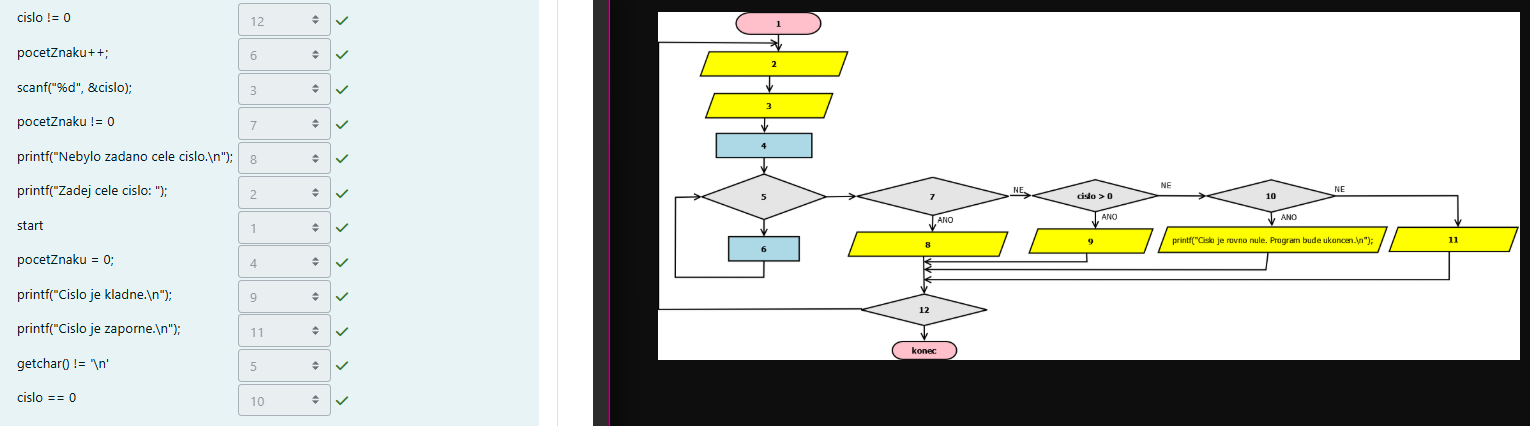 cislo != 0 12
pocetZnaku++; 6
scanf("%d", &cislo); 3
pocetZnaku != 0 7
printf("Nebylo zadano cele cislo.\n"); 8
printf("Zadej cele cislo: "); 2
start 1
pocetZnaku = 0; 4
printf("Cislo je kladne.\n"); 9
printf("Cislo je zaporne.\n"); 11
getchar() != '\n' 5
cislo == 0 10
1
2
3
4
5
7
NE
cislo > 0
NE
10
NE
ANO
ANO
ANO
6
8
9
printf("Cislo je rovno nule. Program bude ukoncen.\n");
11
12
konec